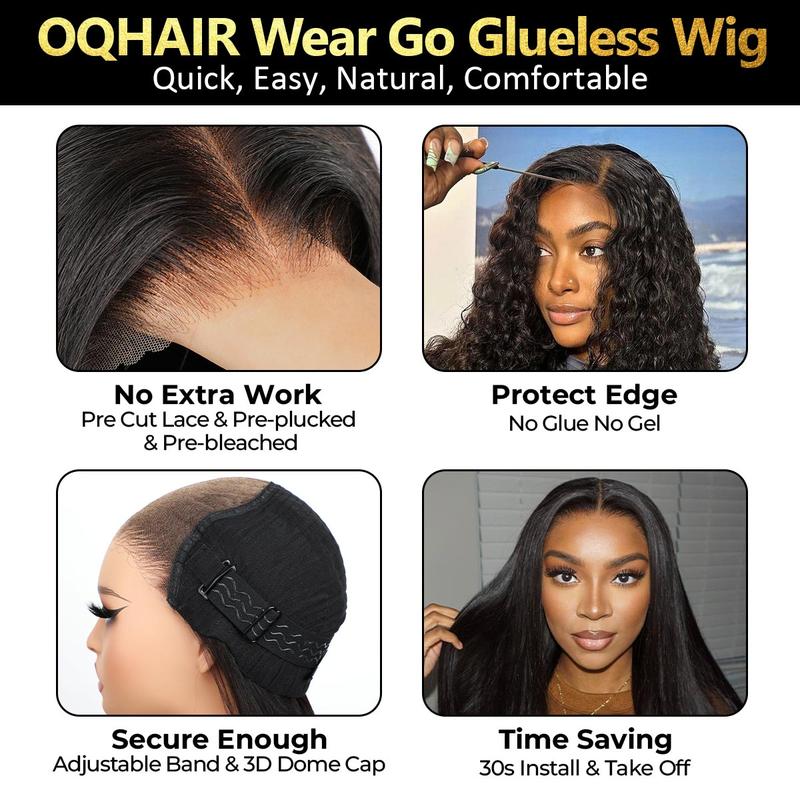 OQHAIR Wear Go Glueless Wig
Quick, Easy, Natural, Comfortable
No Extra Work
Pre Cut Lace & Pre-plucked
& Pre-bleached
Protect Edge
No Glue No Gel
Secure Enough
Adjustable Band & 3D Dome Cap
Time Saving
30s Install & Take Off